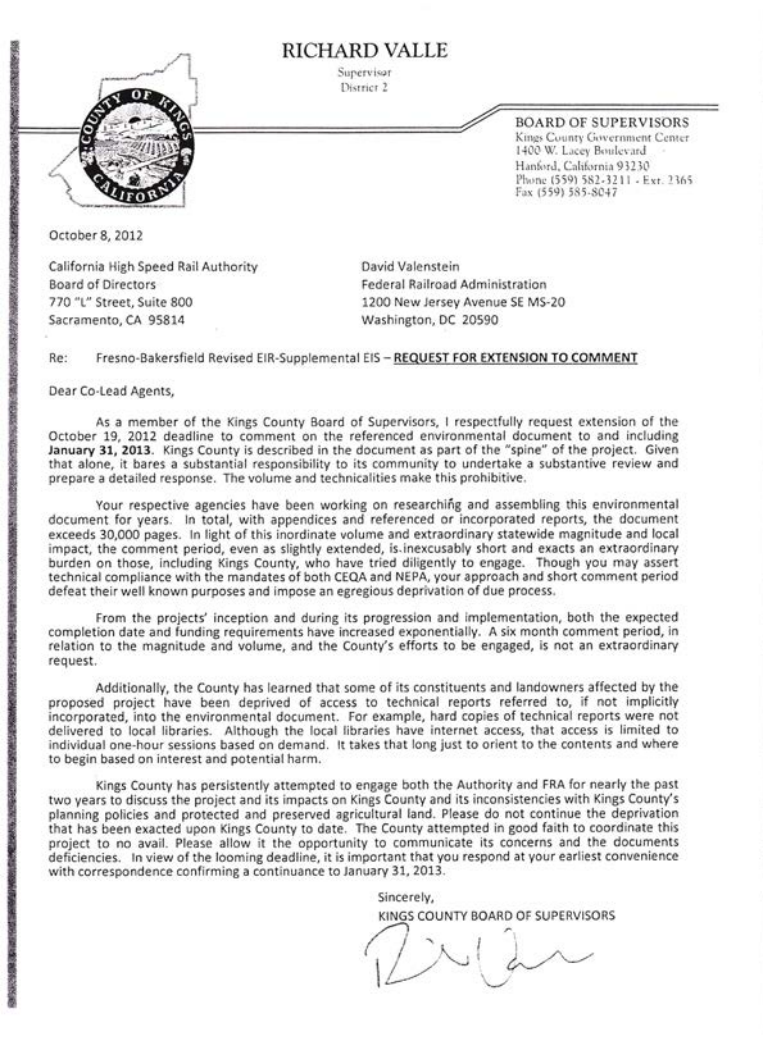 RICHARD VALLE
Supervisor
District 2
COUNTY OF KINGS
CALIFORNIA
BOARD OF SUPERVISORS
Kings County Government Center
1400 W. Lacey Boulevard
Hanford, California 93230
Phone (559) 582-3211 - Ext. 2365
Fax (559) 585-8047
October 8, 2012
California High Speed Rail Authority
Board of Directors
770 "L" Street, Suite 800
Sacramento, CA 95814
David Valenstein
Federal Railroad Administration
1200 New Jersey Avenue SE MS-20
Washington, DC 20590
Re: Fresno-Bakersfield Revised EIR-Supplemental EIS – REQUEST FOR EXTENSION TO COMMENT
Dear Co-Lead Agents,
As a member of the Kings County Board of Supervisors, I respectfully request extension of the
October 19, 2012 deadline to comment on the referenced environmental document to and including
January 31, 2013. Kings County is described in the document as part of the "spine" of the project. Given
that alone, it bares a substantial responsibility to its community to undertake a substantive review and
prepare a detailed response. The volume and technicalities make this prohibitive.
Your respective agencies have been working on researching and assembling this environmental
document for years. In total, with appendices and referenced or incorporated reports, the document
exceeds 30,000 pages. In light of this inordinate volume and extraordinary statewide magnitude and local
impact, the comment period, even as slightly extended, is inexcusably short and exacts an extraordinary
burden on those, including Kings County, who have tried diligently to engage. Though you may assert
technical compliance with the mandates of both CEQA and NEPA, your approach and short comment period
defeat their well known purposes and impose an egregious deprivation of due process.
From the projects' inception and during its progression and implementation, both the expected
completion date and funding requirements have increased exponentially. A six month comment period, in
relation to the magnitude and volume, and the County's efforts to be engaged, is not an extraordinary
request.
Additionally, the County has learned that some of its constituents and landowners affected by the
proposed project have been deprived of access to technical reports referred to, if not implicitly
incorporated, into the environmental document. For example, hard copies of technical reports were not
delivered to local libraries. Although the local libraries have internet access, that access is limited to
individual one-hour sessions based on demand. It takes that long just to orient to the contents and where
to begin based on interest and potential harm.
Kings County has persistently attempted to engage both the Authority and FRA for nearly the past
two years to discuss the project and its impacts on Kings County and its inconsistencies with Kings County's
planning policies and protected and preserved agricultural land. Please do not continue the deprivation
that has been exacted upon Kings County to date. The County attempted in good faith to coordinate this
project to no avail. Please allow it the opportunity to communicate its concerns and the documents
deficiencies. In view of the looming deadline, it is important that you respond at your earliest convenience
with correspondence confirming a continuance to January 31, 2013.
Sincerely,
KINGS COUNTY BOARD OF SUPERVISORS